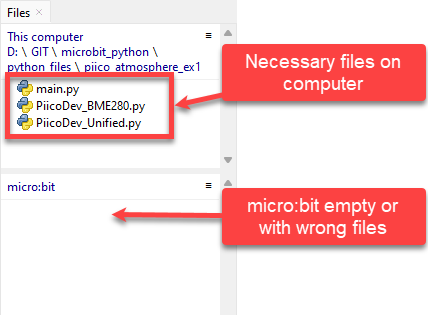 Files ×
This computer ≡
D: \ GIT \ microbit_python \
python_files \ piico_atmosphere_ex1
main.py
PiicoDev_BME280.py
PiicoDev_Unified.py
Necessary files on
computer
micro:bit ≡
micro:bit empty or
with wrong files